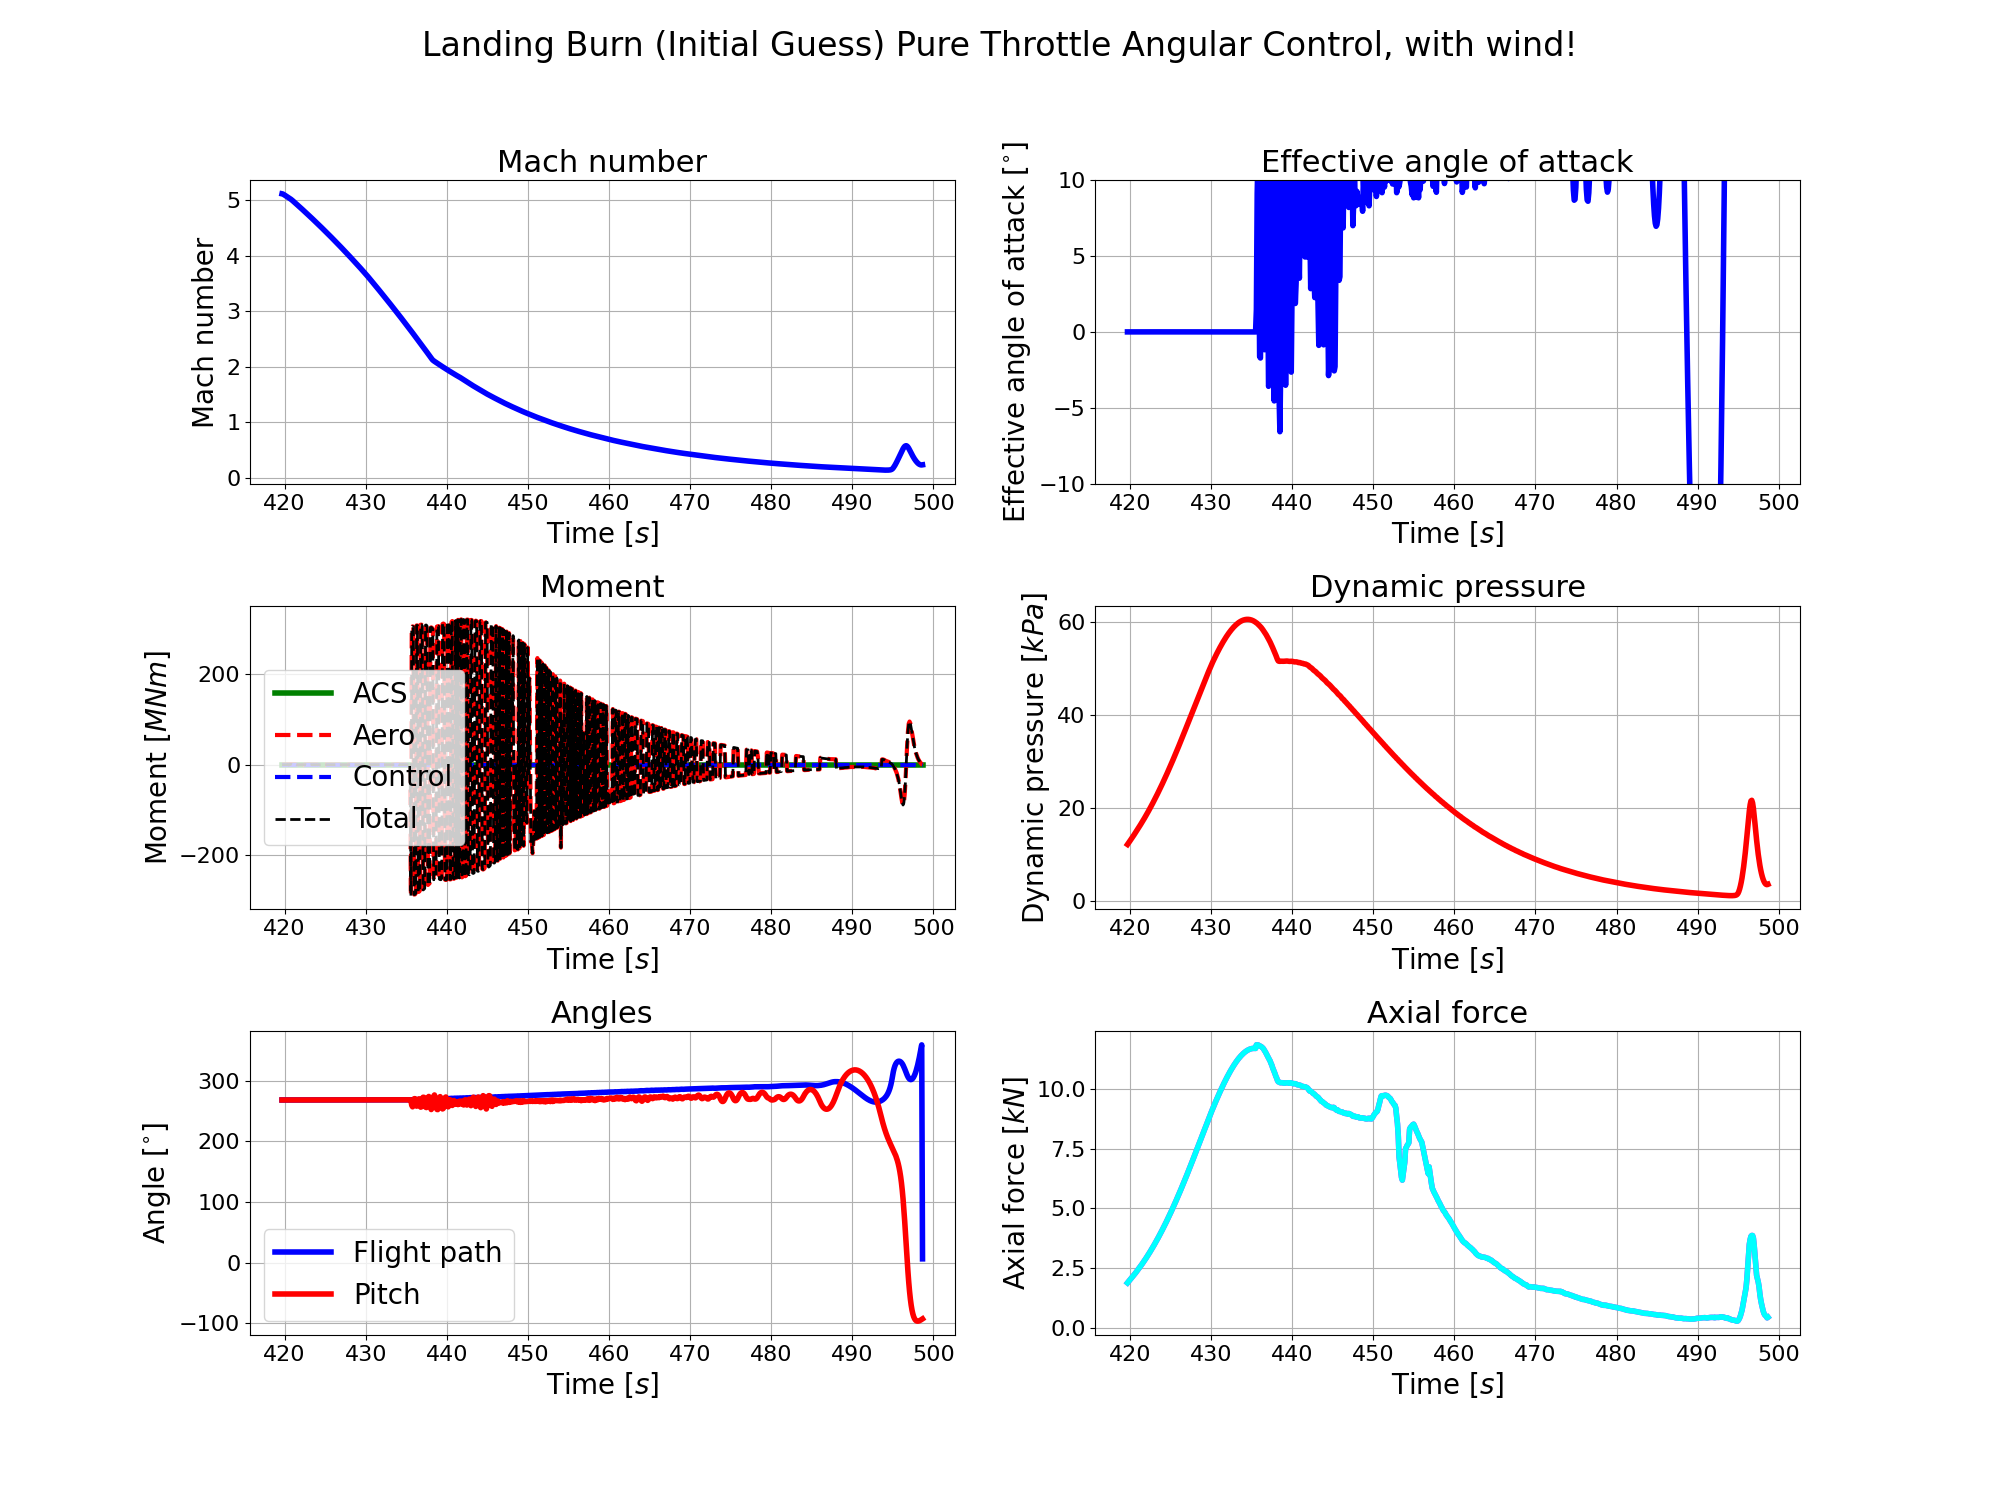 Landing Burn (Initial Guess) Pure Throttle Angular Control, with wind!
Mach number
Mach number
5
4
3
2
1
0
420 430 440 450 460 470 480 490 500
Time [s]
Effective angle of attack
Effective angle of attack [°]
10
5
0
−5
−10
420 430 440 450 460 470 480 490 500
Time [s]
Moment
Moment [MNm]
200
0
−200
ACS
Aero
Control
Total
420 430 440 450 460 470 480 490 500
Time [s]
Dynamic pressure
Dynamic pressure [kPa]
60
40
20
0
420 430 440 450 460 470 480 490 500
Time [s]
Angles
Angle [°]
300
200
100
0
−100
Flight path
Pitch
420 430 440 450 460 470 480 490 500
Time [s]
Axial force
Axial force [kN]
10.0
7.5
5.0
2.5
0.0
420 430 440 450 460 470 480 490 500
Time [s]